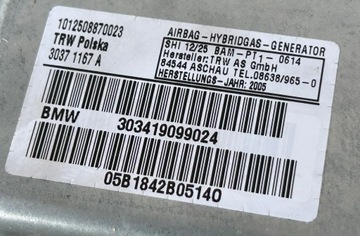 1012508870023
TRW Polska
3037 1167 A
AIRBAG-HYBRIDGAS-GENERATOR
SHI 12/25 BAM-PT1-0614
Hersteller:TRW AS GmbH
84544 ASCHAU TEL.08638/965-0
HERSTELLUNGS-JAHR: 2005
BMW 303419099024
05B1842B05140